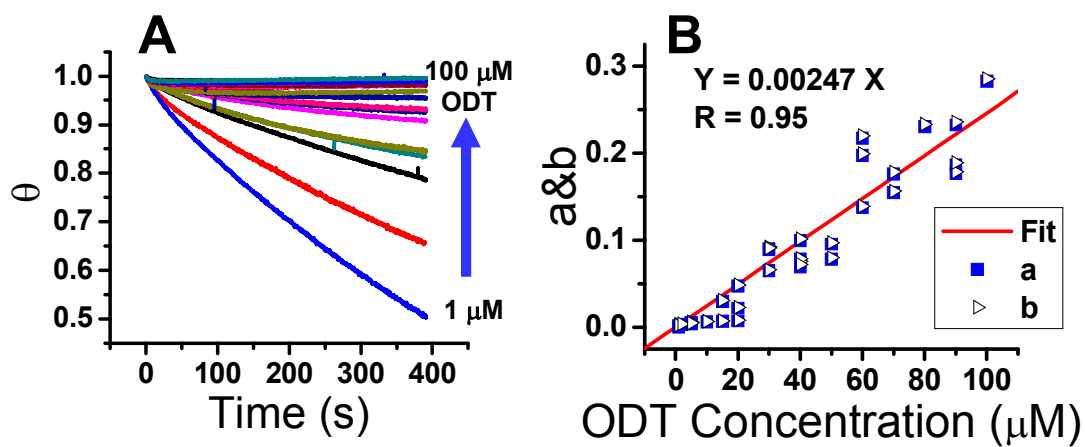 A
100 μM
ODT
1 μM
1.0
0.9
0.8
0.7
0.6
0.5
θ
0 100 200 300 400
Time (s)
B
Y = 0.00247 X
R = 0.95
0.3
0.2
0.1
0.0
a&b
Fit
a
b
0 20 40 60 80 100
ODT Concentration (μM)